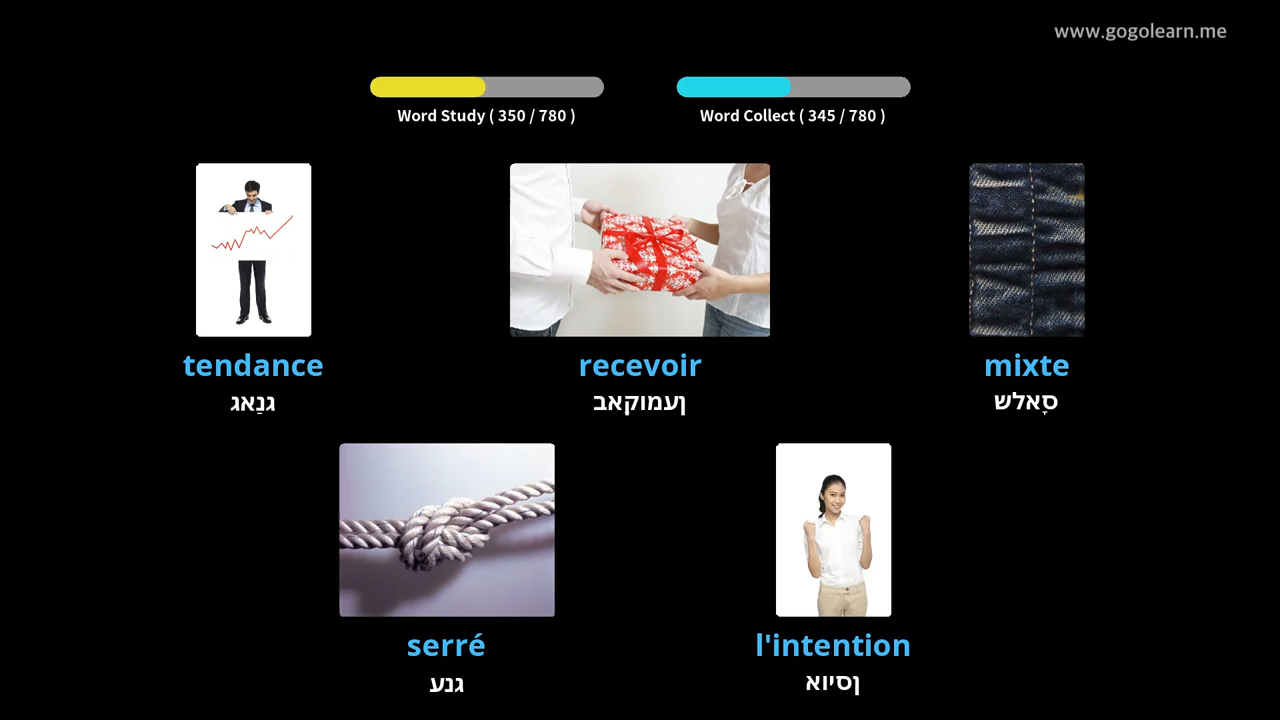 www.gogolearn.me
Word Study ( 350 / 780 )
Word Collect ( 345 / 780 )
tendance
גנַאג
recevoir
ןעמוקאב
mixte
סָאלש
serré
גנע
l'intention
ןסיוא